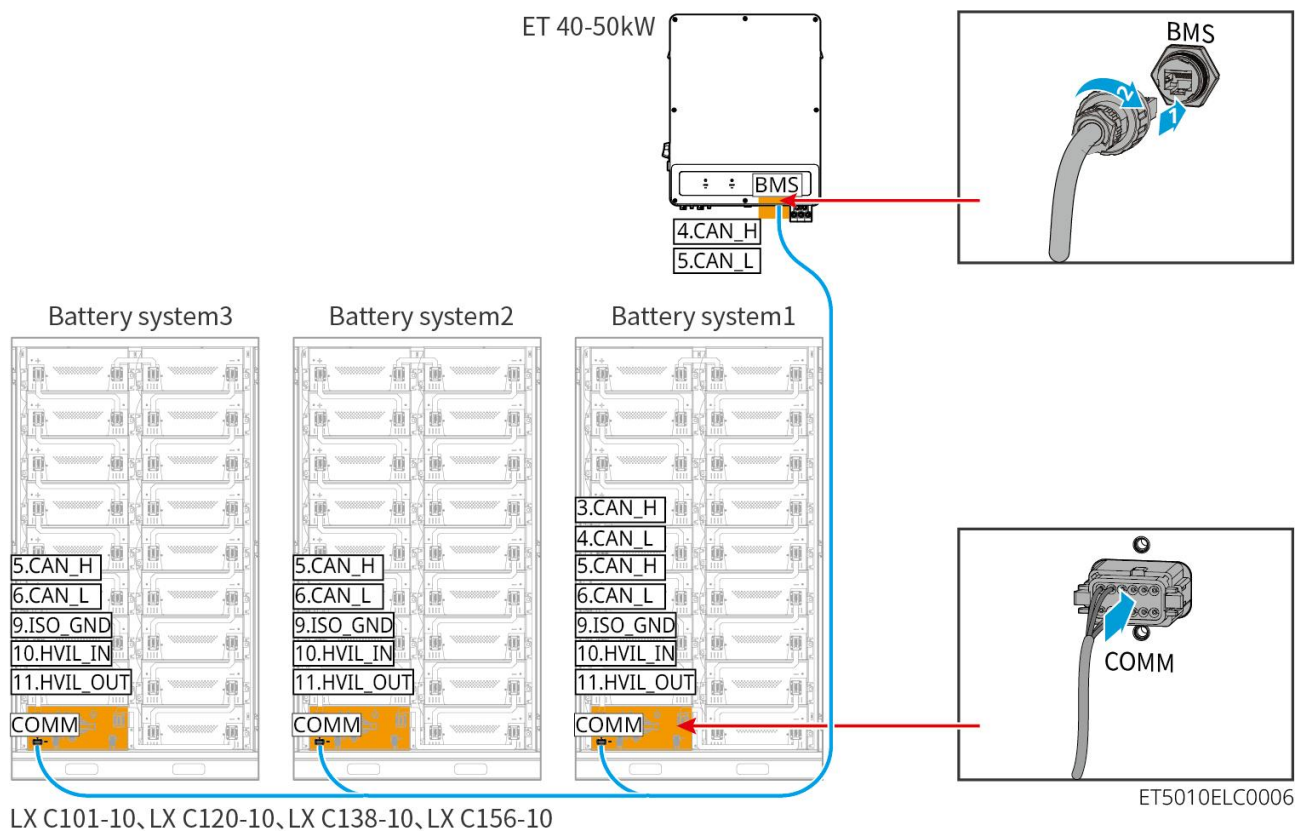 ET 40-50kW
BMS
2
1
BMS
4.CAN_H
5.CAN_L
Battery system3
Battery system2
Battery system1
3.CAN_H
4.CAN_L
5.CAN_H
6.CAN_L
9.ISO_GND
10.HVIL_IN
11.HVIL_OUT
COMM
5.CAN_H
6.CAN_L
9.ISO_GND
10.HVIL_IN
11.HVIL_OUT
COMM
5.CAN_H
6.CAN_L
9.ISO_GND
10.HVIL_IN
11.HVIL_OUT
COMM
COMM
ET5010ELC0006
LX C101-10、LX C120-10、LX C138-10、LX C156-10